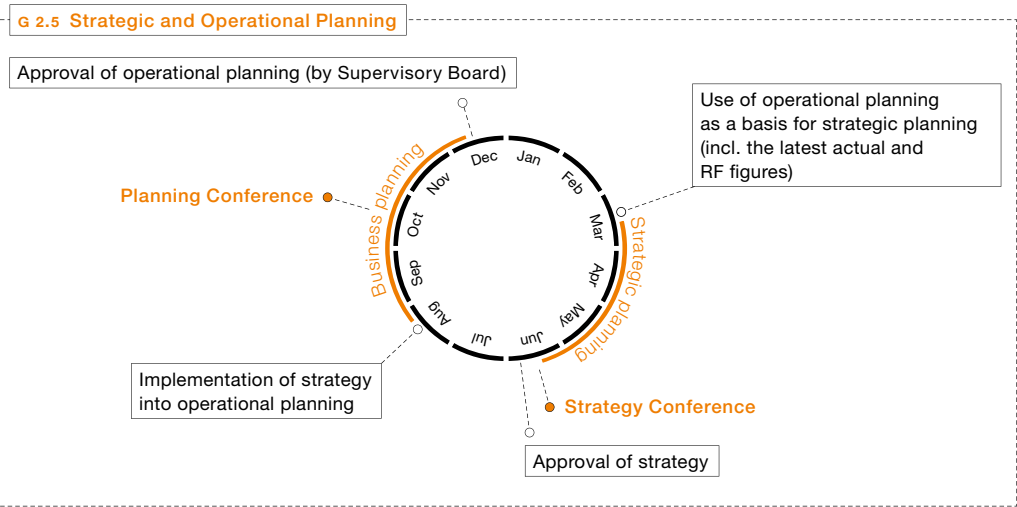 G 2.5 Strategic and Operational Planning
Approval of operational planning (by Supervisory Board)
Use of operational planning
as a basis for strategic planning
(incl. the latest actual and
RF figures)
Planning Conference
Business planning
Strategic planning
Jan
Feb
Mar
Apr
May
Jun
Jul
Aug
Sep
Oct
Nov
Dec
Implementation of strategy
into operational planning
Strategy Conference
Approval of strategy